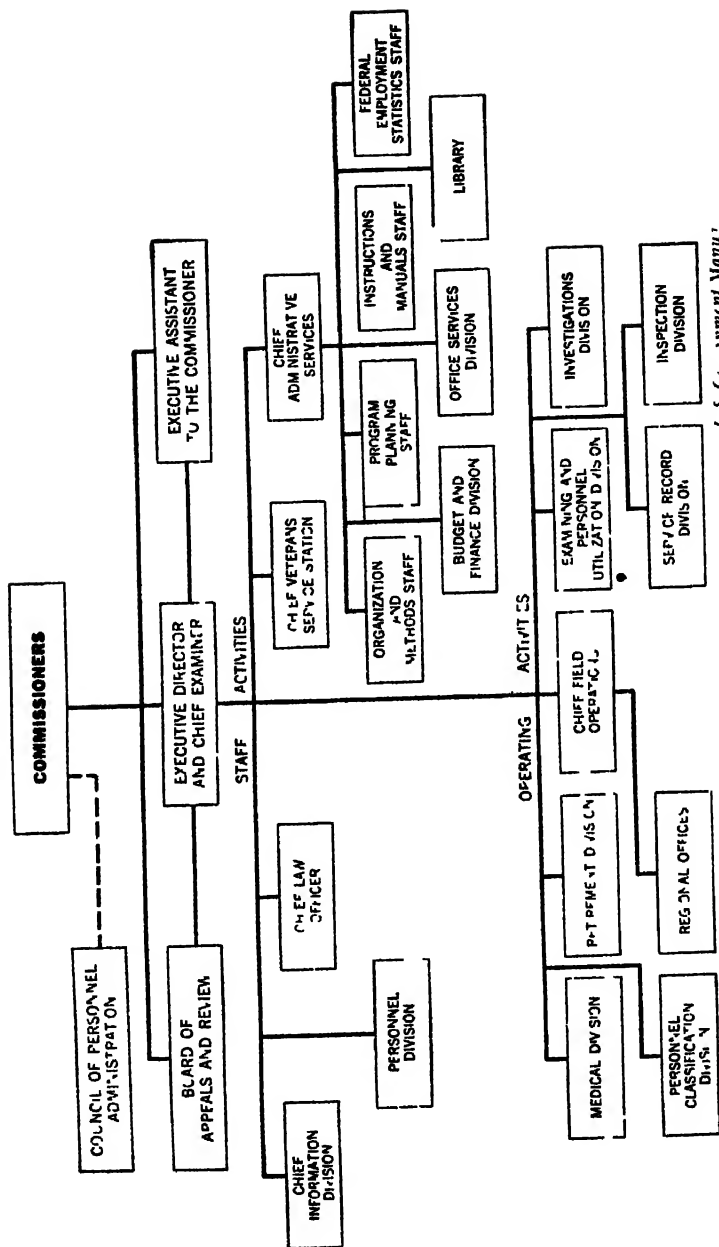 COMMISSIONERS
COUNCIL OF PERSONNEL
ADMINISTRATION
BOARD OF
APPEALS AND REVIEW
EXECUTIVE DIRECTOR
AND CHIEF EXAMINER
EXECUTIVE ASSISTANT
TO THE COMMISSIONER
STAFF ACTIVITIES
CHIEF
INFORMATION
DIVISION
PERSONNEL
DIVISION
CHIEF LAW
OFFICER
CHIEF VETERANS
SERVICE STATION
CHIEF
ADMINISTRATIVE
SERVICES
ORGANIZATION
AND
METHODS STAFF
BUDGET AND
FINANCE DIVISION
PROGRAM
PLANNING
STAFF
OFFICE SERVICES
DIVISION
INSTRUCTIONS
AND
MANUALS STAFF
LIBRARY
FEDERAL
EMPLOYMENT
STATISTICS STAFF
OPERATING ACTIVITIES
MEDICAL DIVISION
PERSONNEL
CLASSIFICATION
DIVISION
RETIREMENT DIVISION
REGIONAL OFFICES
CHIEF FIELD
OPERATIONS
EXAMINING AND
PERSONNEL
UTILIZATION DIVISION
SERVICE RECORD
DIVISION
INVESTIGATIONS
DIVISION
INSPECTION
DIVISION